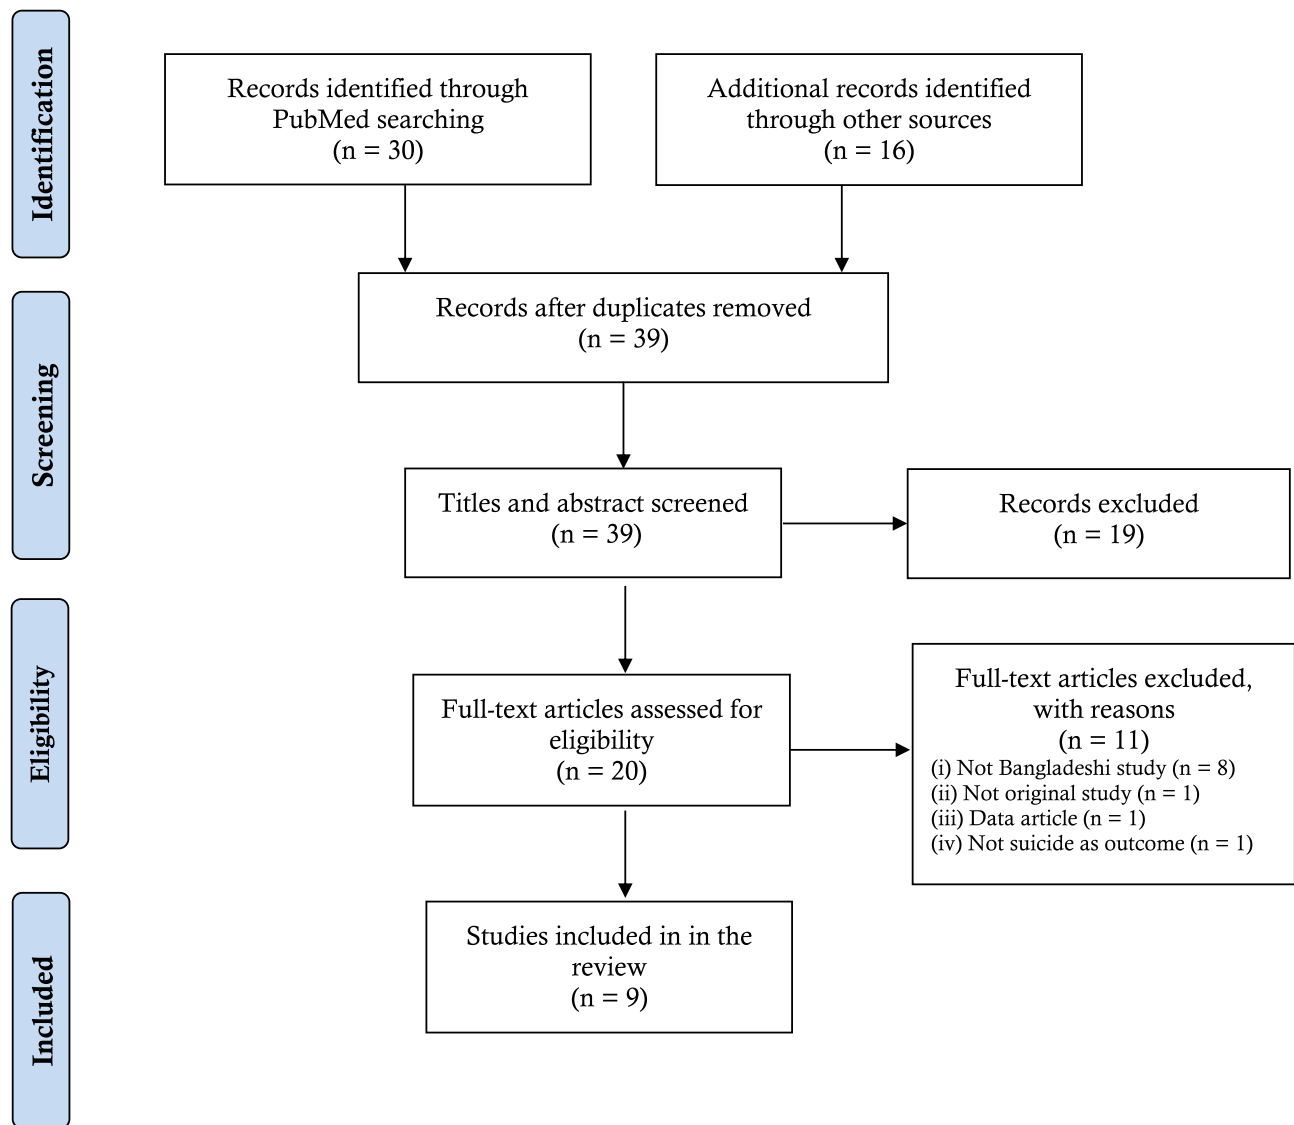 Identification
Records identified through
PubMed searching
(n = 30)
Additional records identified
through other sources
(n = 16)
Records after duplicates removed
(n = 39)
Screening
Titles and abstract screened
(n = 39)
Records excluded
(n = 19)
Eligibility
Full-text articles assessed for
eligibility
(n = 20)
Full-text articles excluded,
with reasons
(n = 11)
(i) Not Bangladeshi study (n = 8)
(ii) Not original study (n = 1)
(iii) Data article (n = 1)
(iv) Not suicide as outcome (n = 1)
Included
Studies included in in the
review
(n = 9)